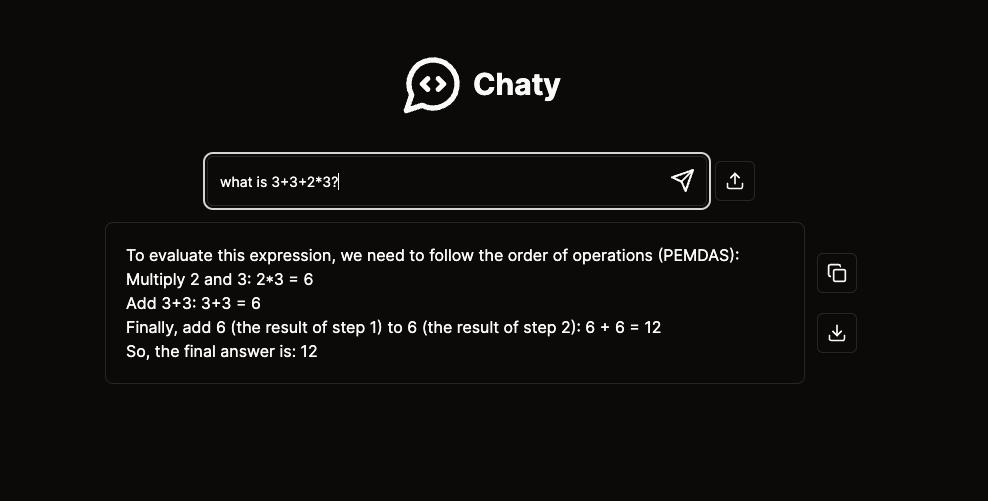 Chaty
what is 3+3+2*3?
To evaluate this expression, we need to follow the order of operations (PEMDAS):
Multiply 2 and 3: 2*3 = 6
Add 3+3: 3+3 = 6
Finally, add 6 (the result of step 1) to 6 (the result of step 2): 6 + 6 = 12
So, the final answer is: 12